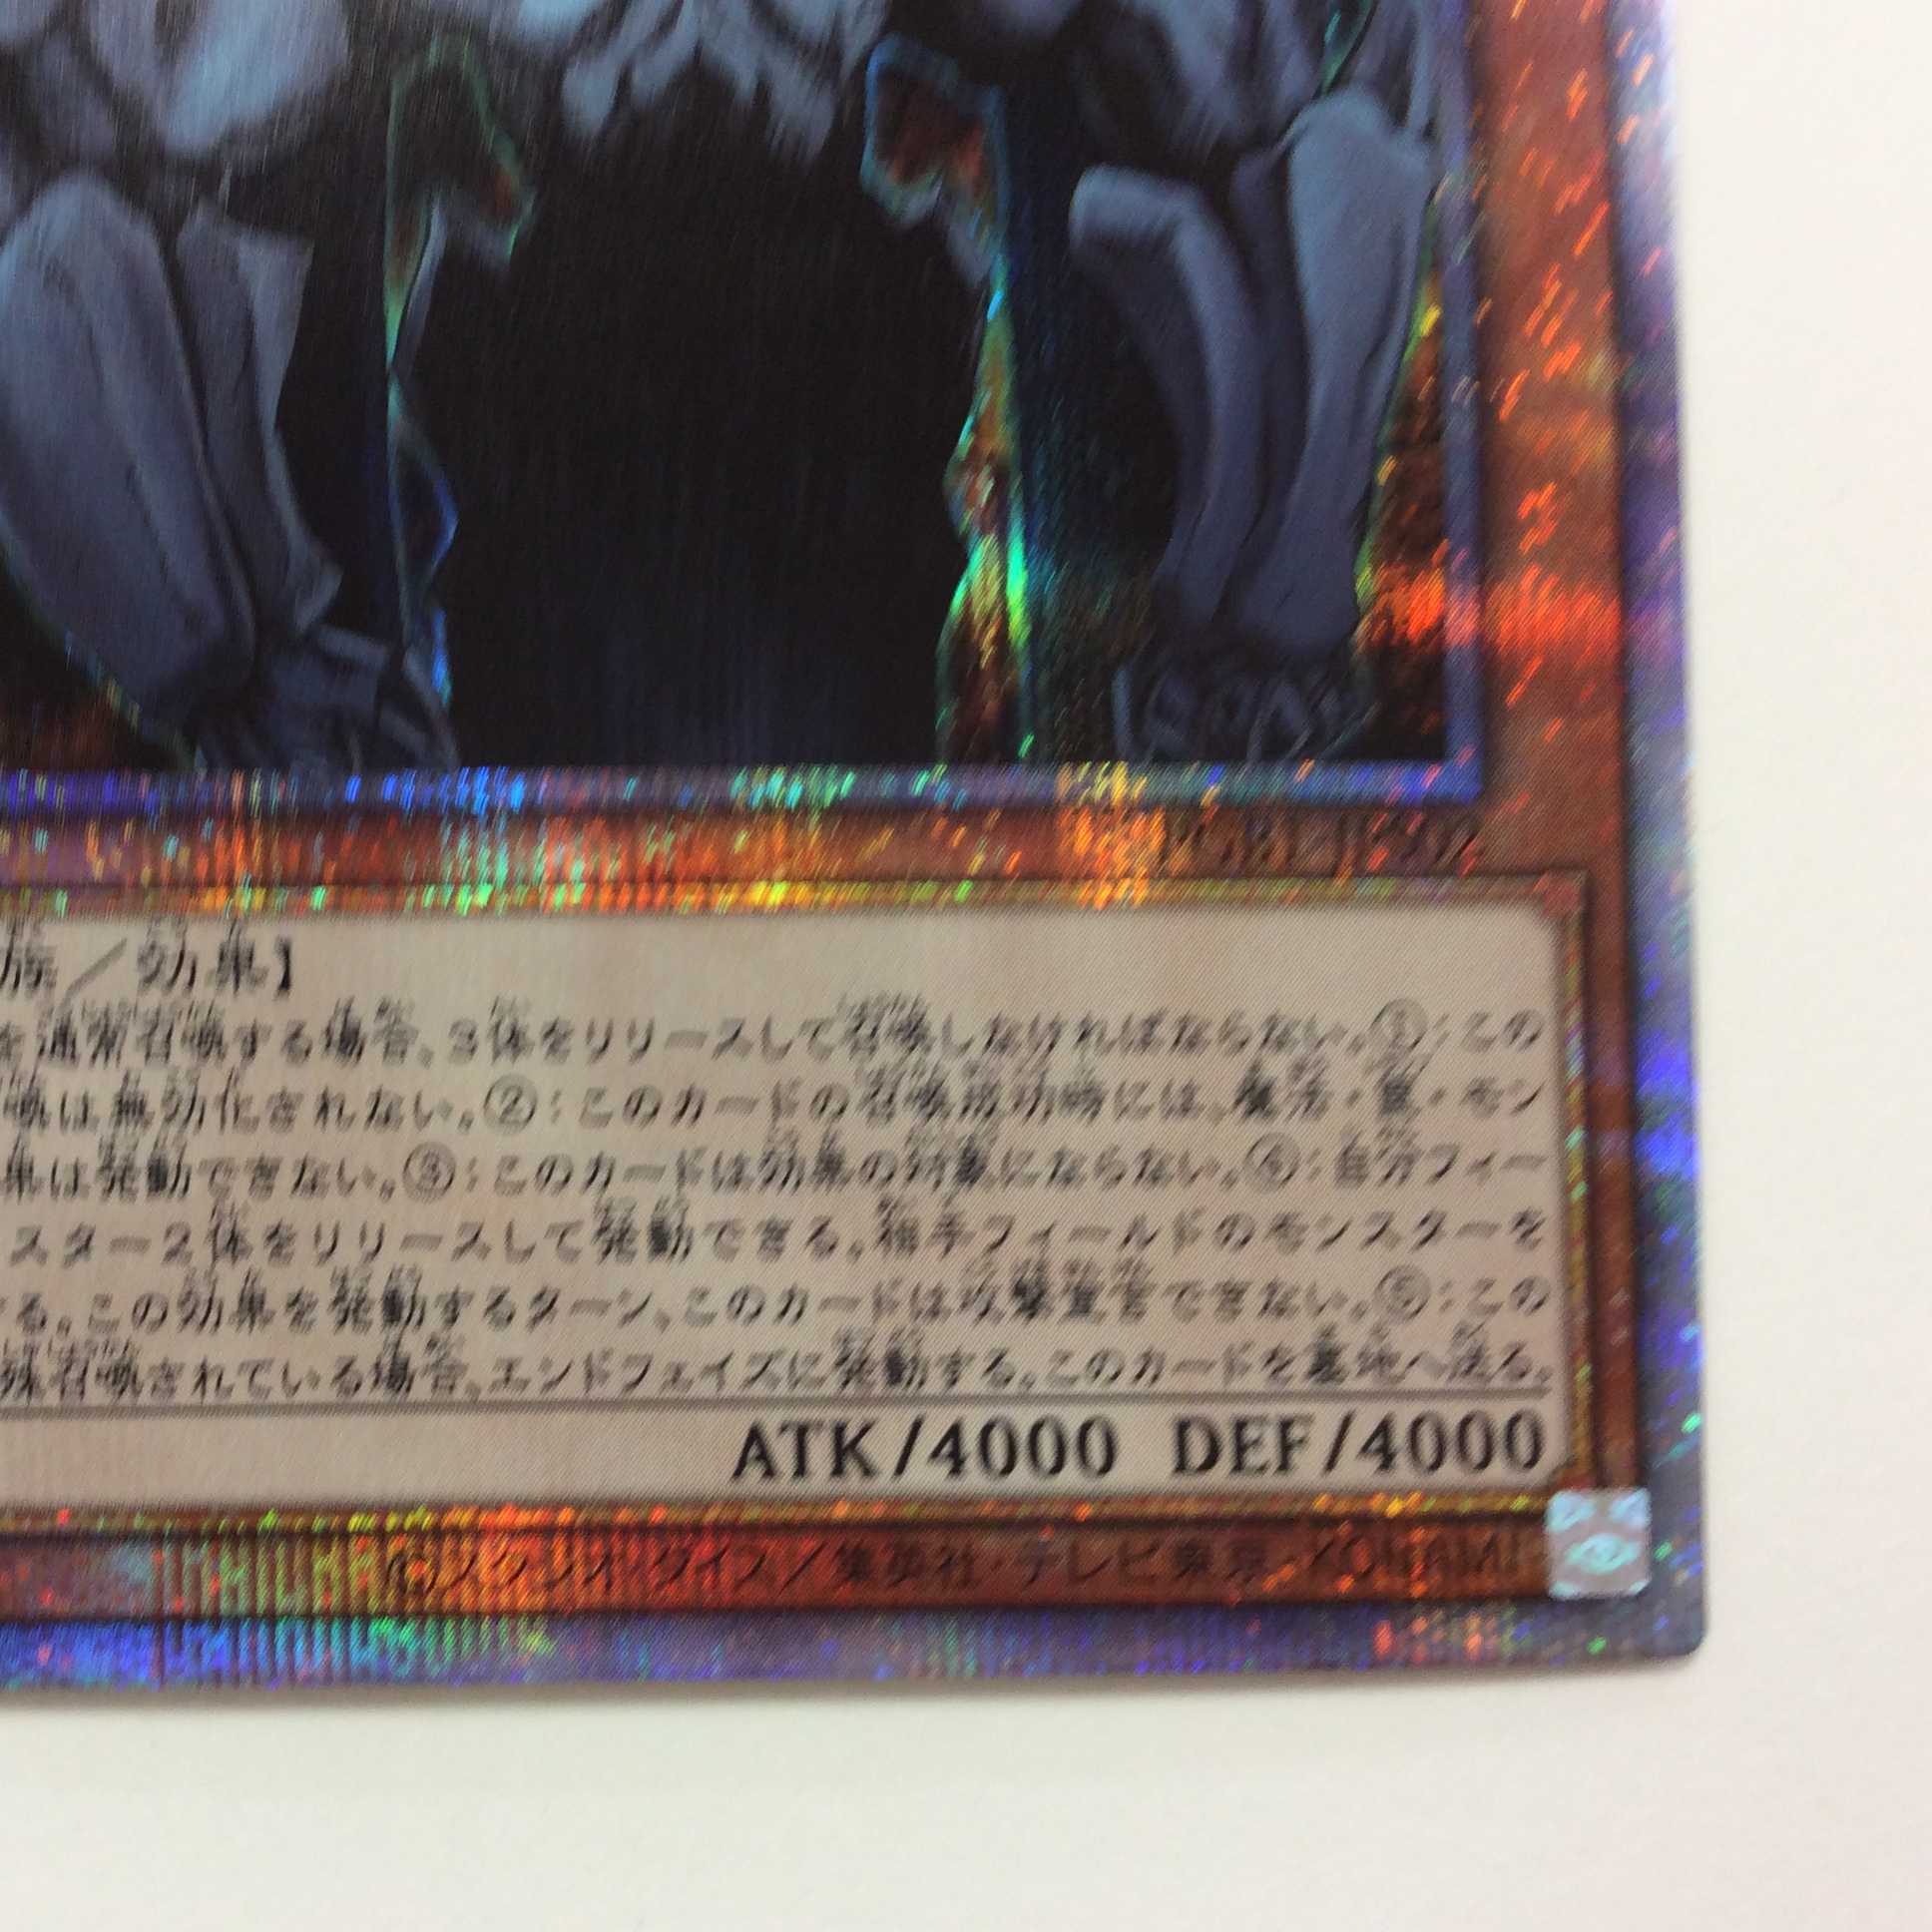 族／効果】
を通常召喚する場合、3体をリリースして召喚しなければならない。①：この
喚は無効化されない。②：このカードの召喚成功時には、魔法・罠・モン
果は発動できない。③：このカードは効果の対象にならない。④：自分フィー
スター2体をリリースして発動できる。相手フィールドのモンスターを
る。この効果を発動するターン、このカードは攻撃宣言できない。⑤：この
殊召喚されている場合、エンドフェイズに発動する。このカードを墓地へ送る。
ATK/4000 DEF/4000
©スタジオ・ダイス／集英社・テレビ東京・KONAMI